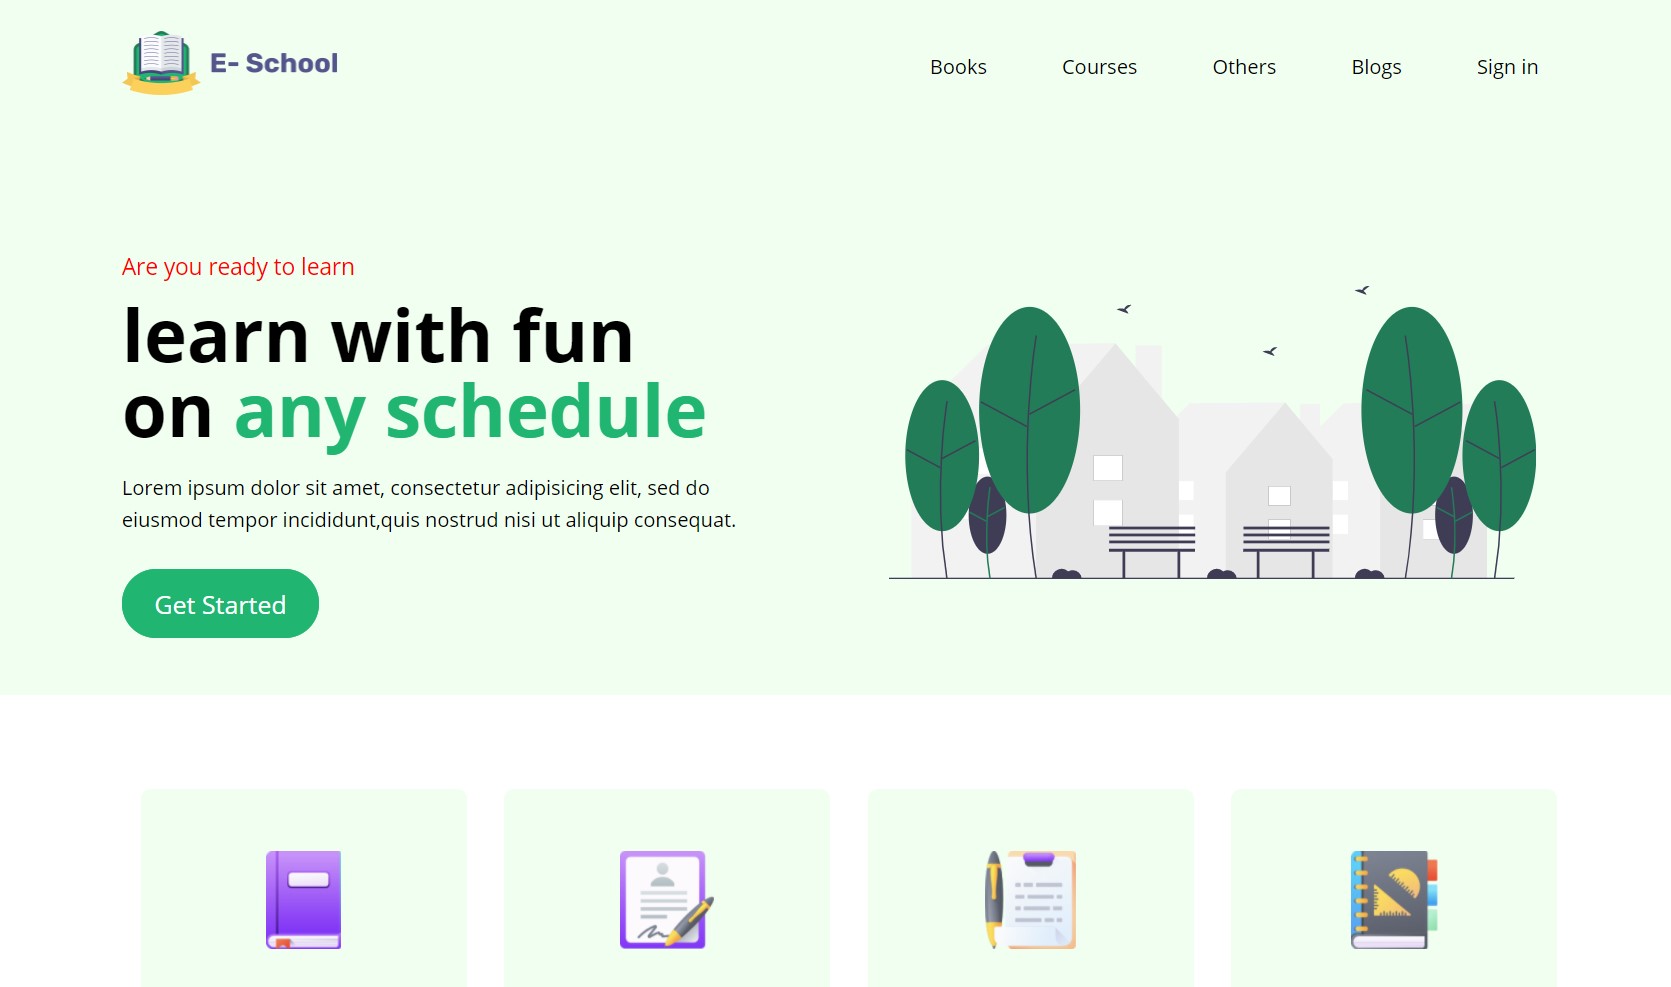 E- School
Books
Courses
Others
Blogs
Sign in
Are you ready to learn
learn with fun
on any schedule
Lorem ipsum dolor sit amet, consectetur adipisicing elit, sed do
eiusmod tempor incididunt,quis nostrud nisi ut aliquip consequat.
Get Started